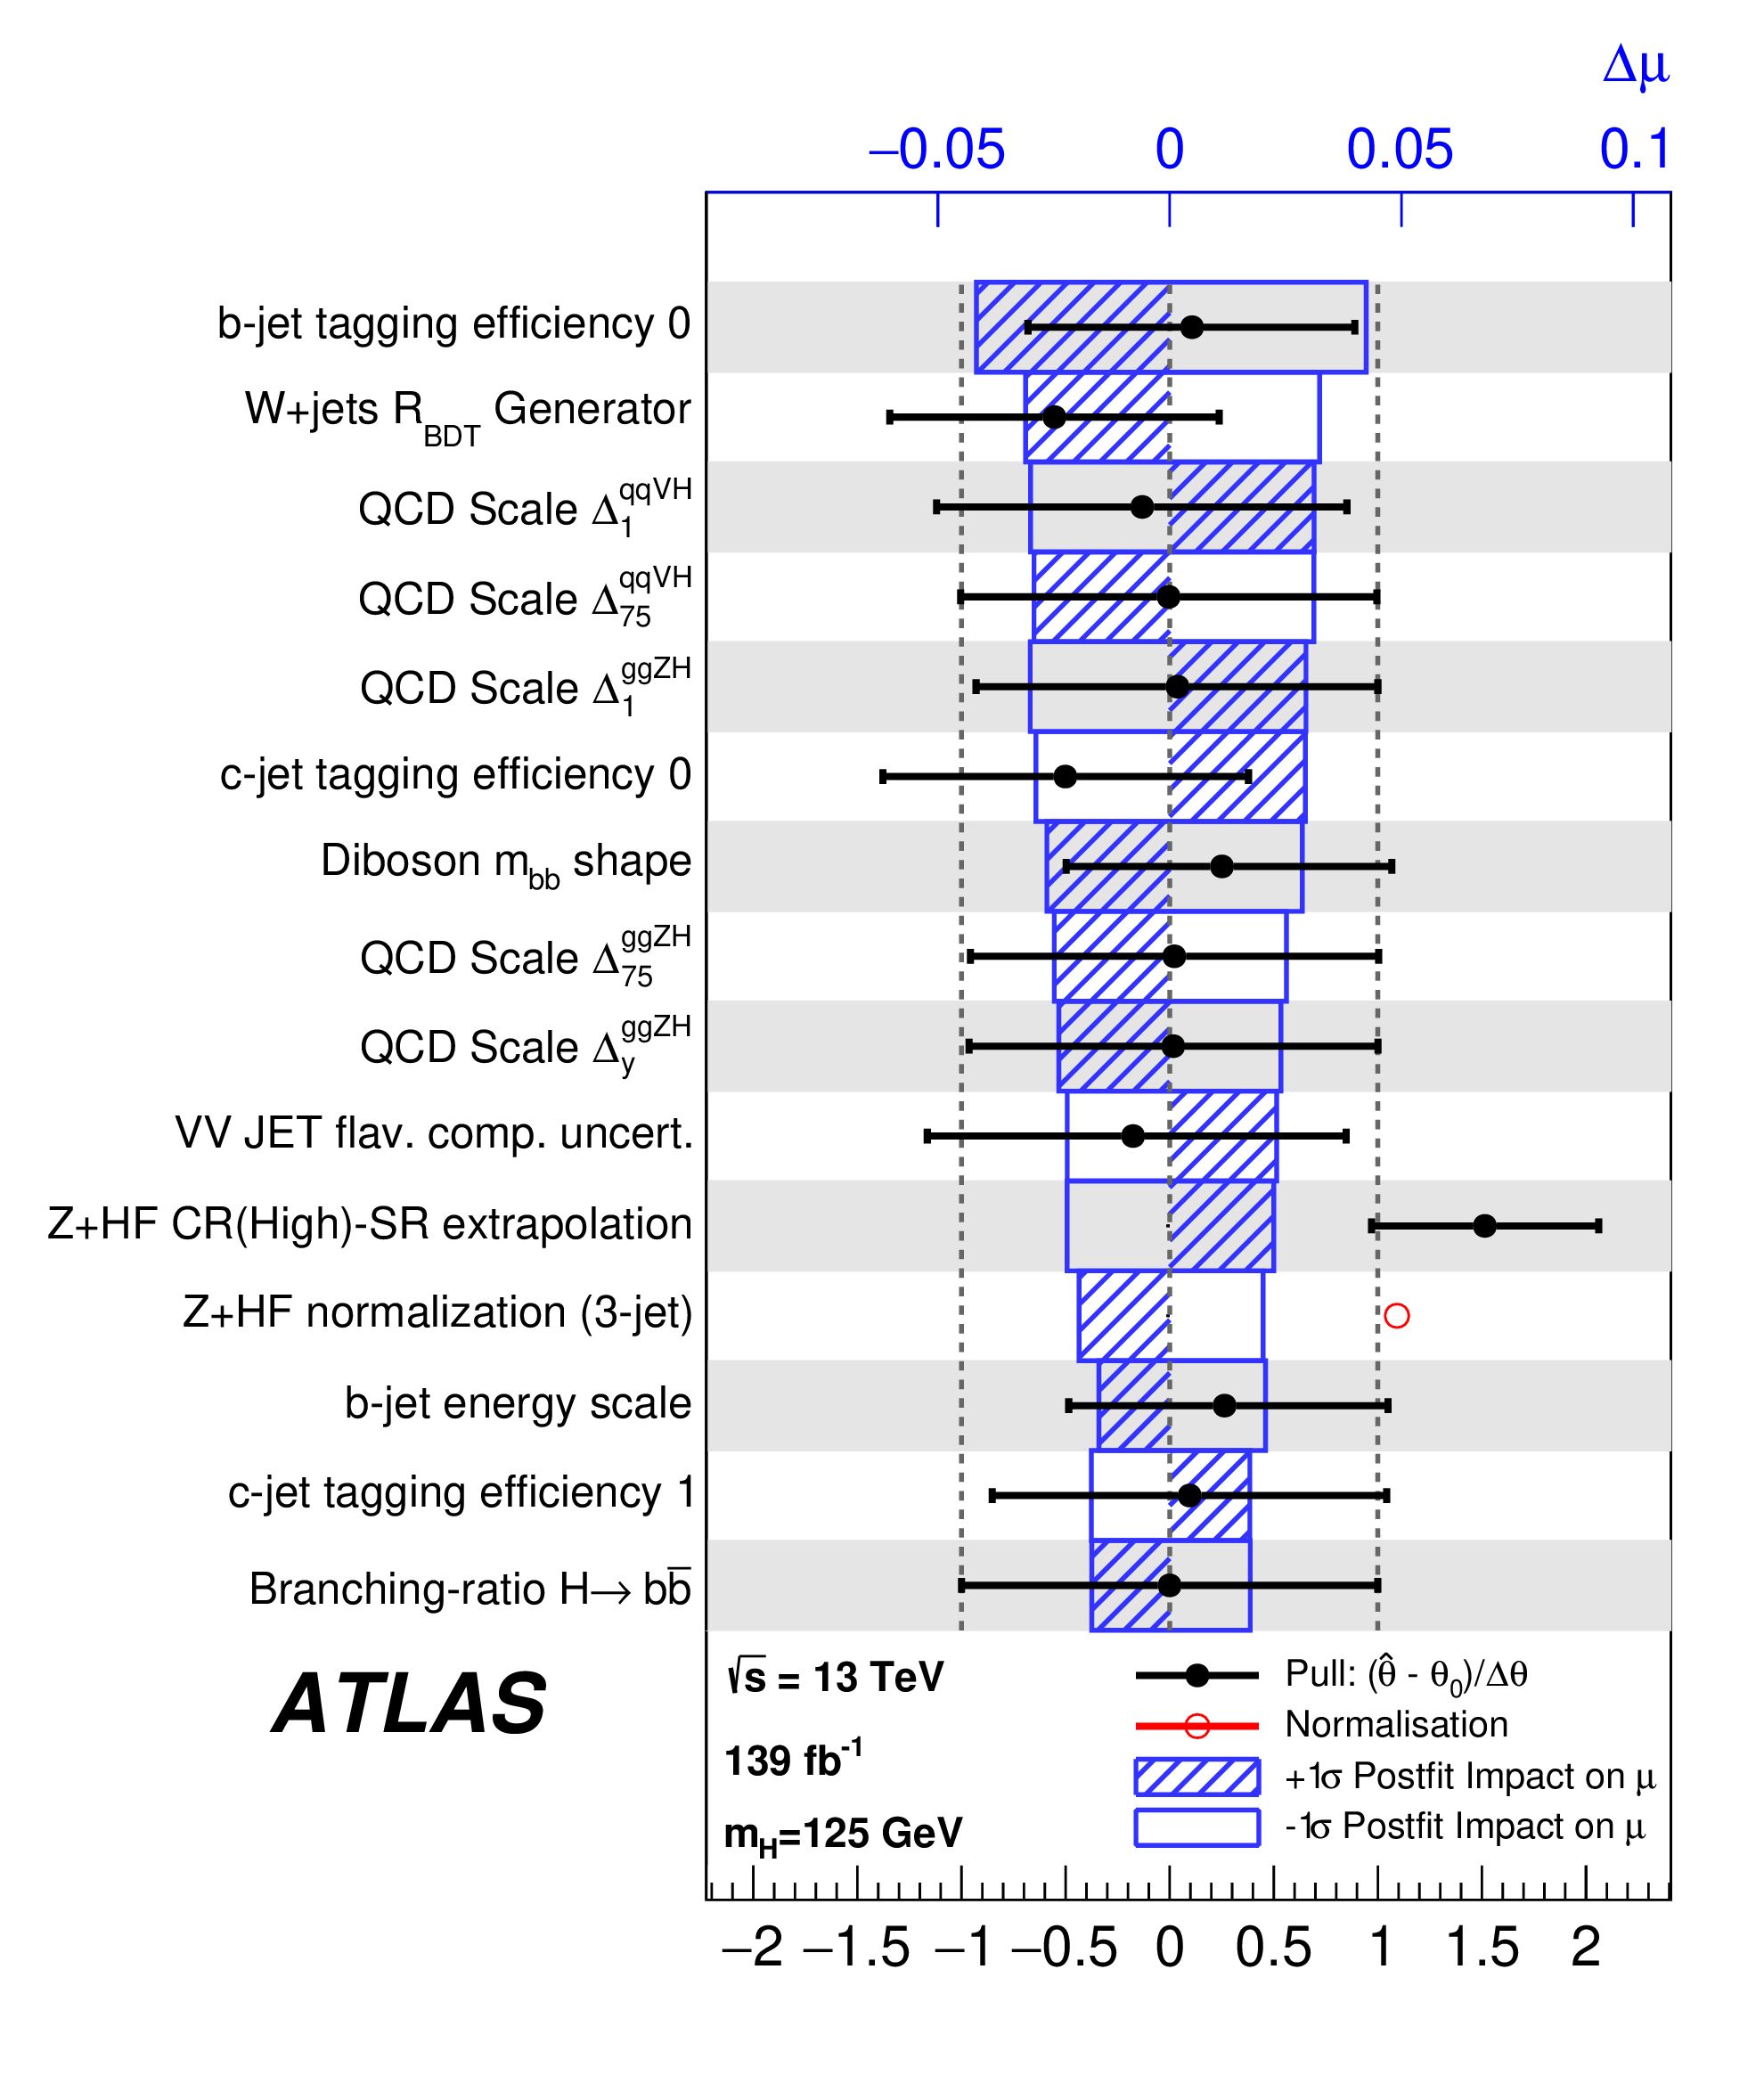 Δμ
−0.05 0 0.05 0.1
b-jet tagging efficiency 0
W+jets R_BDT Generator
QCD Scale Δ_1^qqVH
QCD Scale Δ_75^qqVH
QCD Scale Δ_1^ggZH
c-jet tagging efficiency 0
Diboson m_bb shape
QCD Scale Δ_75^ggZH
QCD Scale Δ_y^ggZH
VV JET flav. comp. uncert.
Z+HF CR(High)-SR extrapolation
Z+HF normalization (3-jet)
b-jet energy scale
c-jet tagging efficiency 1
Branching-ratio H→ bb̅
ATLAS
√s = 13 TeV
139 fb^-1
m_H=125 GeV
Pull: (θ̂ - θ_0)/Δθ
Normalisation
+1σ Postfit Impact on μ
-1σ Postfit Impact on μ
−2 −1.5 −1 −0.5 0 0.5 1 1.5 2